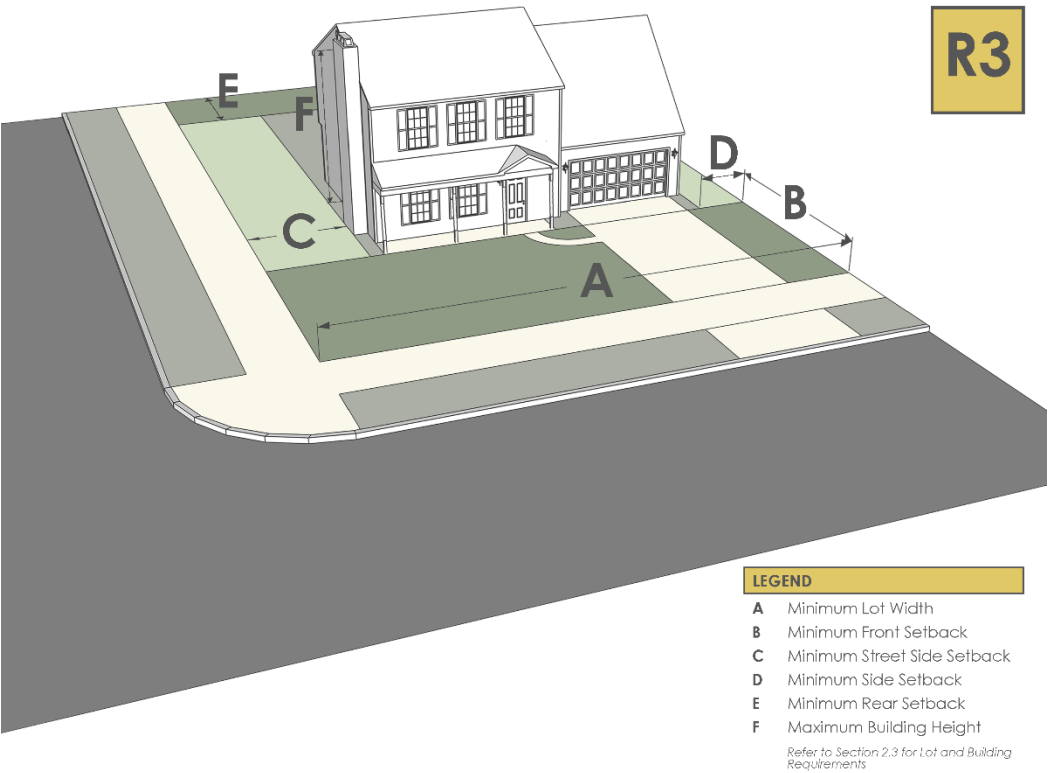 R3
E
F
D
B
C
A
LEGEND
A Minimum Lot Width
B Minimum Front Setback
C Minimum Street Side Setback
D Minimum Side Setback
E Minimum Rear Setback
F Maximum Building Height
Refer to Section 2.3 for Lot and Building
Requirements